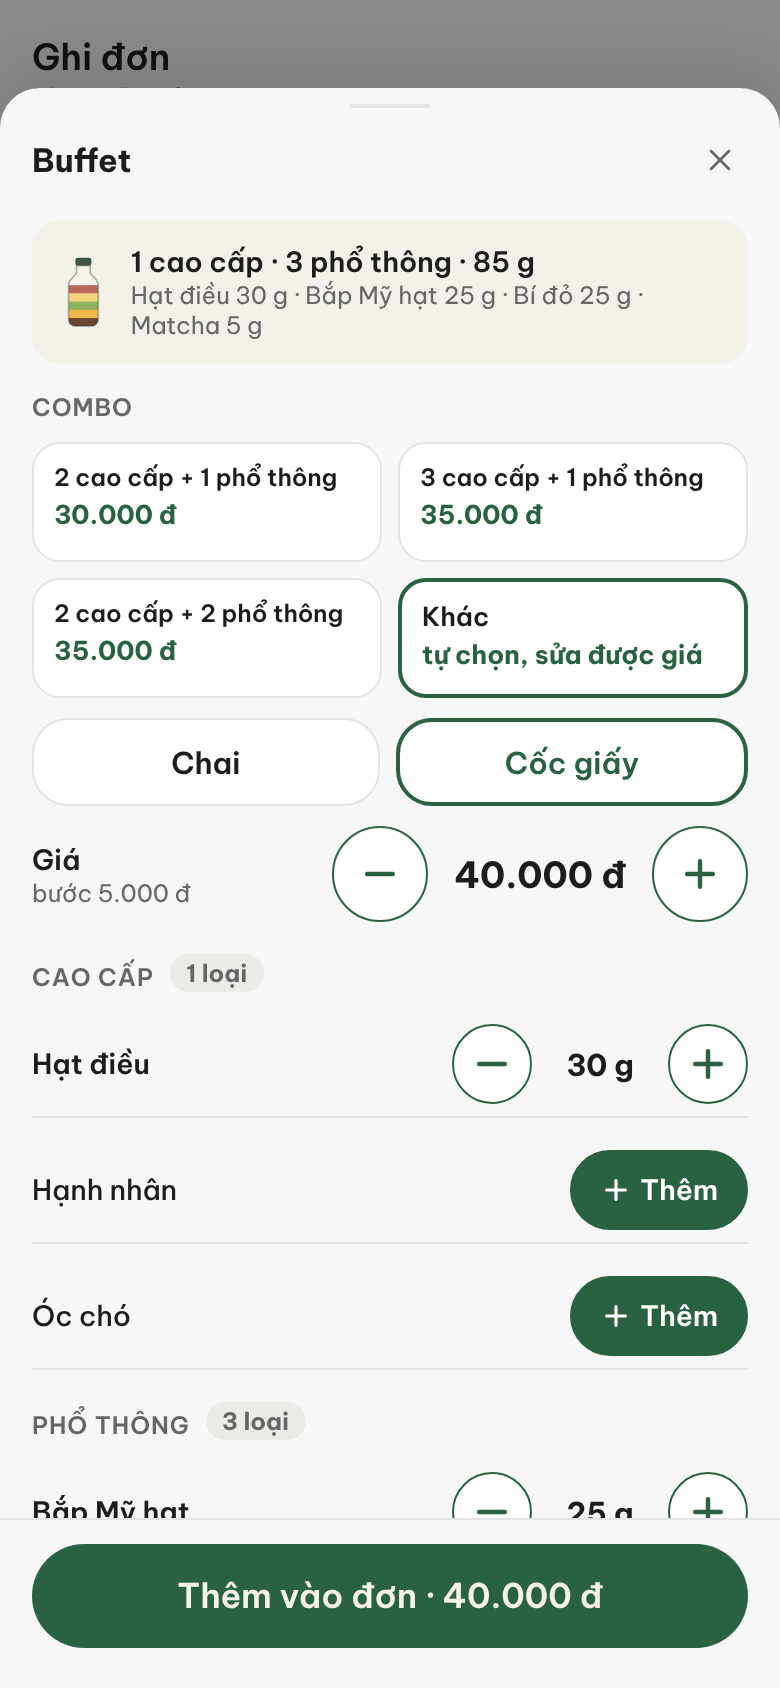 Ghi đơn
Buffet
1 cao cấp · 3 phổ thông · 85 g
Hạt điều 30 g · Bắp Mỹ hạt 25 g · Bí đỏ 25 g ·
Matcha 5 g
COMBO
2 cao cấp + 1 phổ thông
30.000 đ
3 cao cấp + 1 phổ thông
35.000 đ
2 cao cấp + 2 phổ thông
35.000 đ
Khác
tự chọn, sửa được giá
Chai
Cốc giấy
Giá
bước 5.000 đ
− 40.000 đ +
CAO CẤP 1 loại
Hạt điều − 30 g +
Hạnh nhân + Thêm
Óc chó + Thêm
PHỔ THÔNG 3 loại
Bắp Mỹ hạt − 25 g +
Thêm vào đơn · 40.000 đ